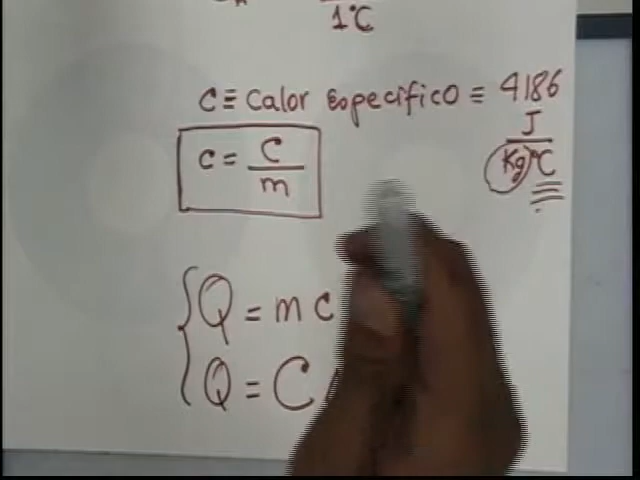 1°C
c ≡ Calor Especifico ≡ 4186 J/Kg°C
c = C/m
Q = m c
Q = C